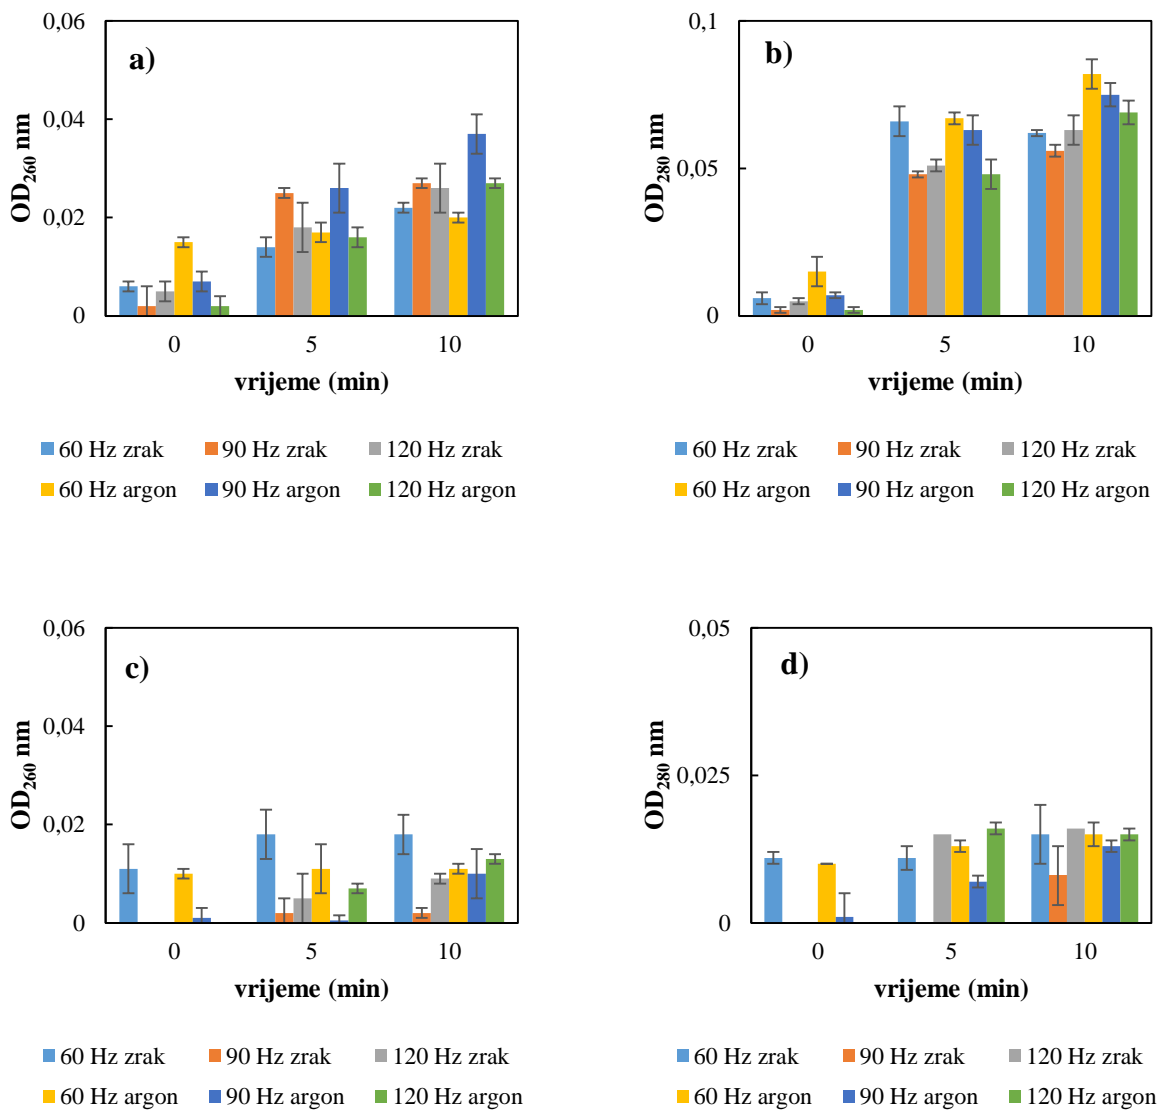 a)
0,06
0,04
0,02
0
OD260 nm
0 5 10
vrijeme (min)
60 Hz zrak 90 Hz zrak 120 Hz zrak
60 Hz argon 90 Hz argon 120 Hz argon
b)
0,1
0,05
0
OD280 nm
0 5 10
vrijeme (min)
60 Hz zrak 90 Hz zrak 120 Hz zrak
60 Hz argon 90 Hz argon 120 Hz argon
c)
0,06
0,04
0,02
0
OD260 nm
0 5 10
vrijeme (min)
60 Hz zrak 90 Hz zrak 120 Hz zrak
60 Hz argon 90 Hz argon 120 Hz argon
d)
0,05
0,025
0
OD280 nm
0 5 10
vrijeme (min)
60 Hz zrak 90 Hz zrak 120 Hz zrak
60 Hz argon 90 Hz argon 120 Hz argon